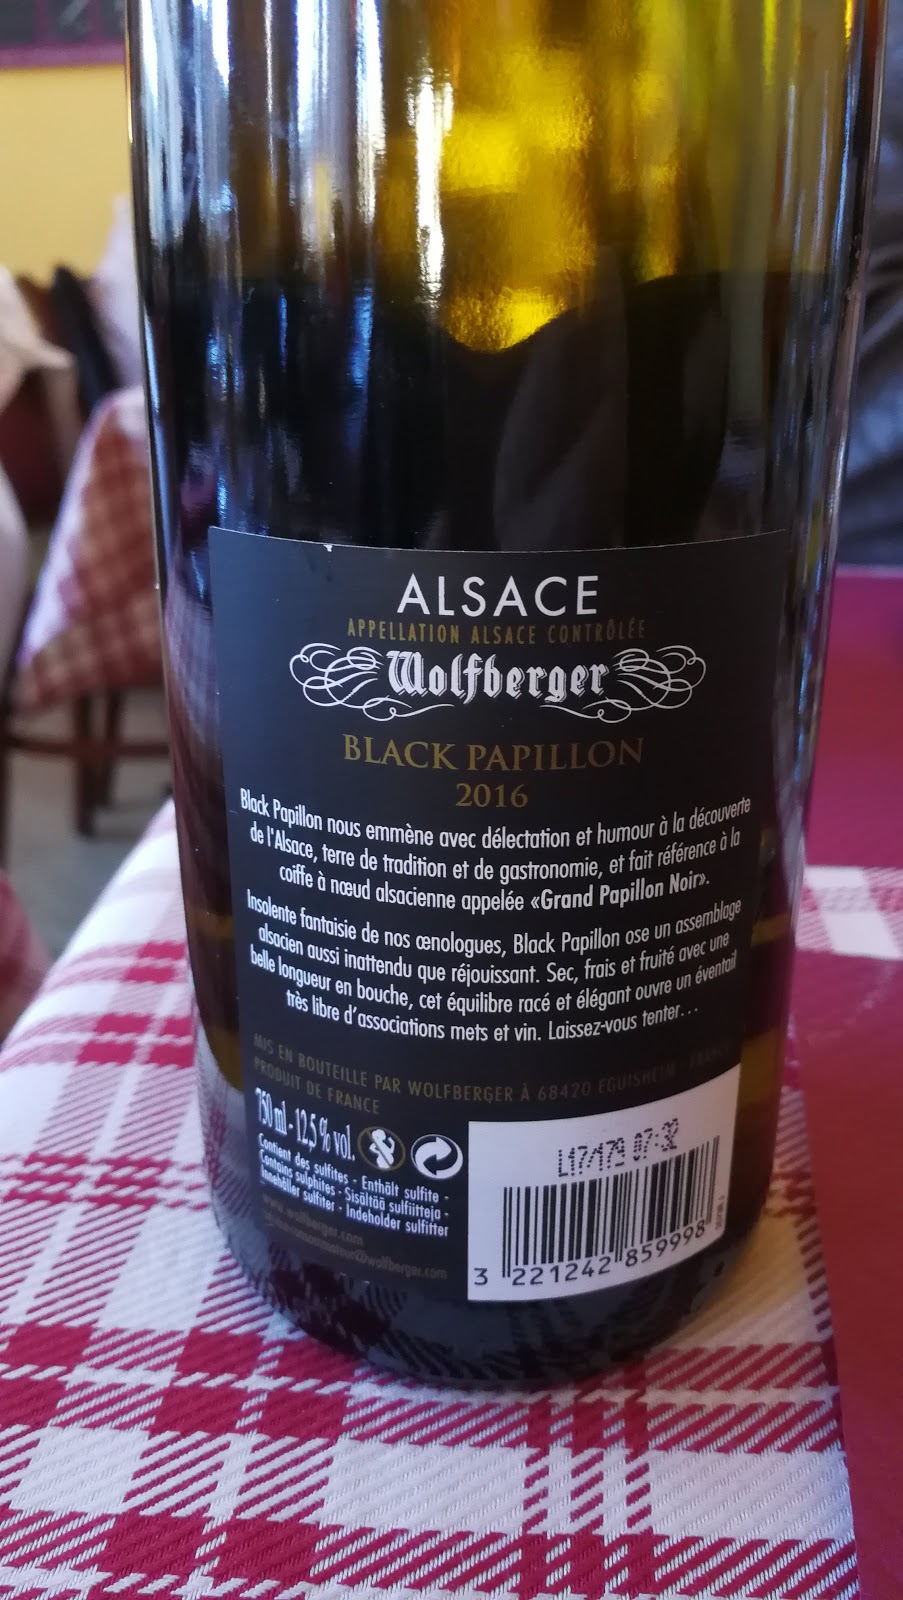 ALSACE
APPELLATION ALSACE CONTRÔLÉE
Wolfberger
BLACK PAPILLON
2016
Black Papillon nous emmène avec délectation et humour à la découverte
de l'Alsace, terre de tradition et de gastronomie, et fait référence à la
coiffe à nœud alsacienne appelée «Grand Papillon Noir».
Insolente fantaisie de nos œnologues, Black Papillon ose un assemblage
alsacien aussi inattendu que réjouissant. Sec, frais et fruité avec une
belle longueur en bouche, cet équilibre racé et élégant ouvre un éventail
très libre d'associations mets et vin. Laissez-vous tenter...
MIS EN BOUTEILLE PAR WOLFBERGER À 68420 EGUISHEIM - FRANCE
PRODUIT DE FRANCE
750 ml - 12,5 % vol.
Contient des sulfites - Enthält sulfite -
Contains sulphites - Sisältää sulfiitteja -
Innehåller sulfiter - Indeholder sulfitter
www.wolfberger.com
@wolfberger.com
L17179 07:32
3 221242 859998